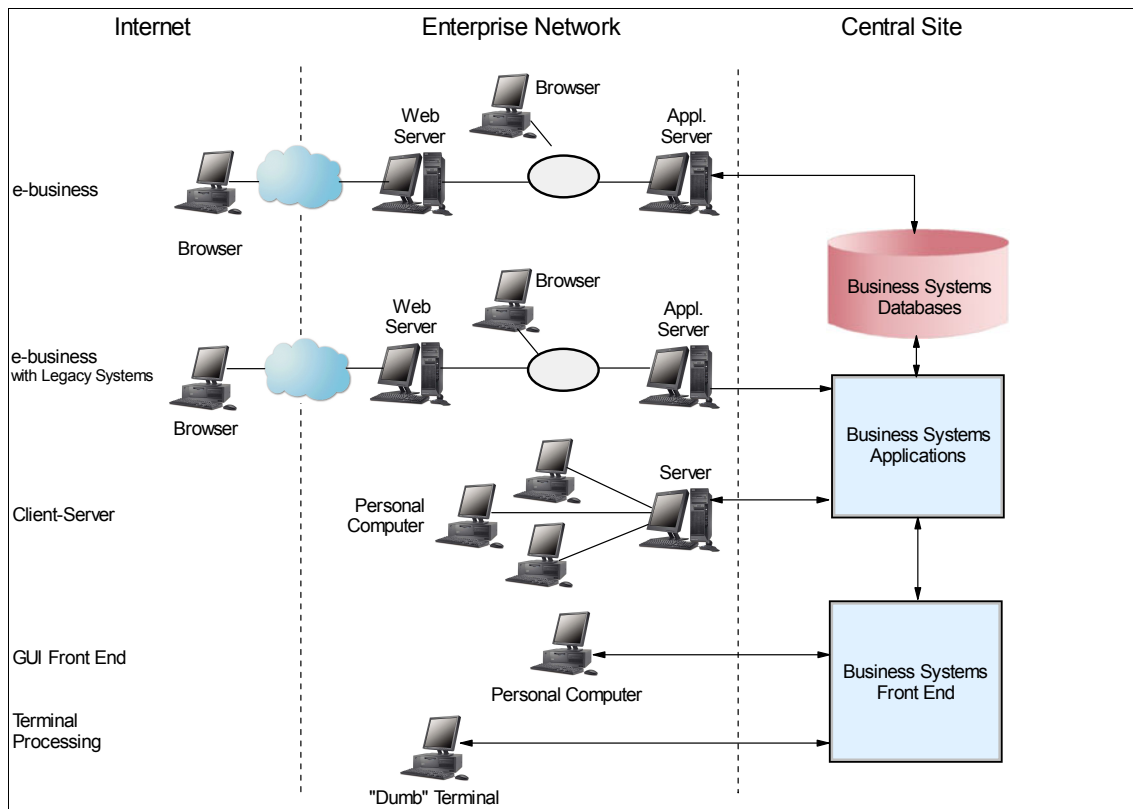 Internet
Enterprise Network
Central Site
Browser
Web
Server
Appl.
Server
e-business
Browser
Business Systems
Databases
Browser
Web
Server
Appl.
Server
e-business
with Legacy Systems
Browser
Business Systems
Applications
Server
Personal
Computer
Client-Server
GUI Front End
Personal Computer
Business Systems
Front End
Terminal
Processing
"Dumb" Terminal